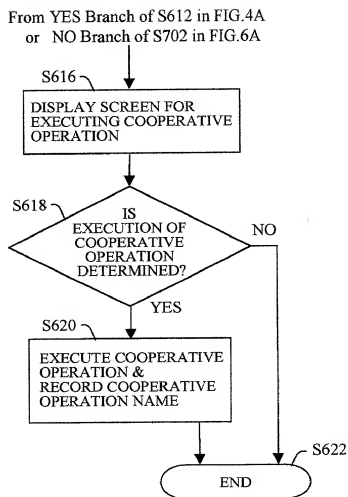 From YES Branch of S612 in FIG.4A
or NO Branch of S702 in FIG.6A
S616
DISPLAY SCREEN FOR
EXECUTING COOPERATIVE
OPERATION
S618
IS
EXECUTION OF
COOPERATIVE
OPERATION
DETERMINED?
NO
YES
S620
EXECUTE COOPERATIVE
OPERATION &
RECORD COOPERATIVE
OPERATION NAME
S622
END